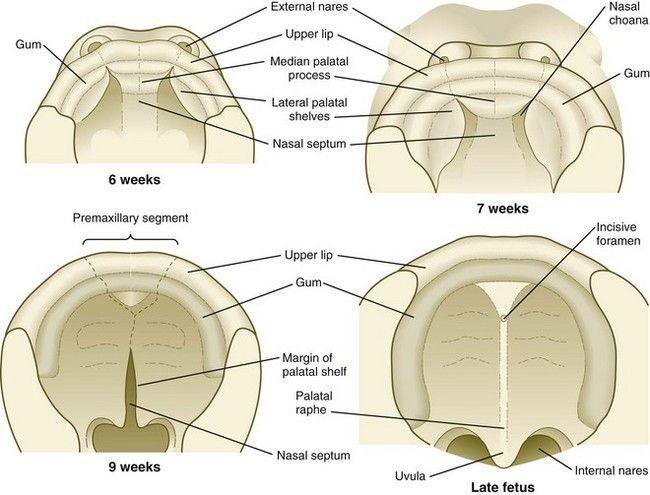 External nares
Nasal
choana
Gum
Upper lip
Median palatal
process
Gum
Lateral palatal
shelves
Nasal septum
6 weeks
7 weeks
Premaxillary segment
Incisive
foramen
Upper lip
Gum
Margin of
palatal shelf
Palatal
raphe
Nasal septum
9 weeks
Uvula
Internal nares
Late fetus